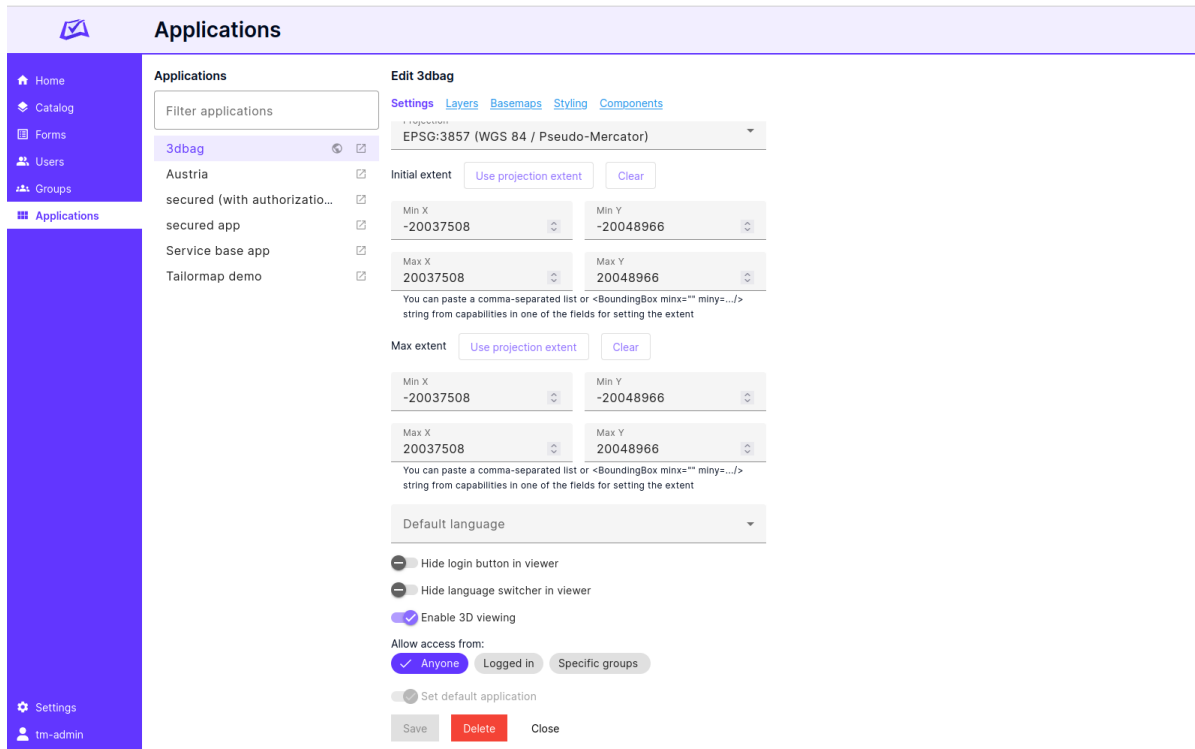 Applications
Home
Catalog
Forms
Users
Groups
Applications
Settings
tm-admin
Applications
Filter applications
3dbag
Austria
secured (with authorizatio...
secured app
Service base app
Tailormap demo
Edit 3dbag
Settings Layers Basemaps Styling Components
Projection
EPSG:3857 (WGS 84 / Pseudo-Mercator)
Initial extent Use projection extent Clear
Min X Min Y
-20037508 -20048966
Max X Max Y
20037508 20048966
You can paste a comma-separated list or <BoundingBox minx="" miny=.../>
string from capabilities in one of the fields for setting the extent
Max extent Use projection extent Clear
Min X Min Y
-20037508 -20048966
Max X Max Y
20037508 20048966
You can paste a comma-separated list or <BoundingBox minx="" miny=.../>
string from capabilities in one of the fields for setting the extent
Default language
Hide login button in viewer
Hide language switcher in viewer
Enable 3D viewing
Allow access from:
Anyone Logged in Specific groups
Set default application
Save Delete Close